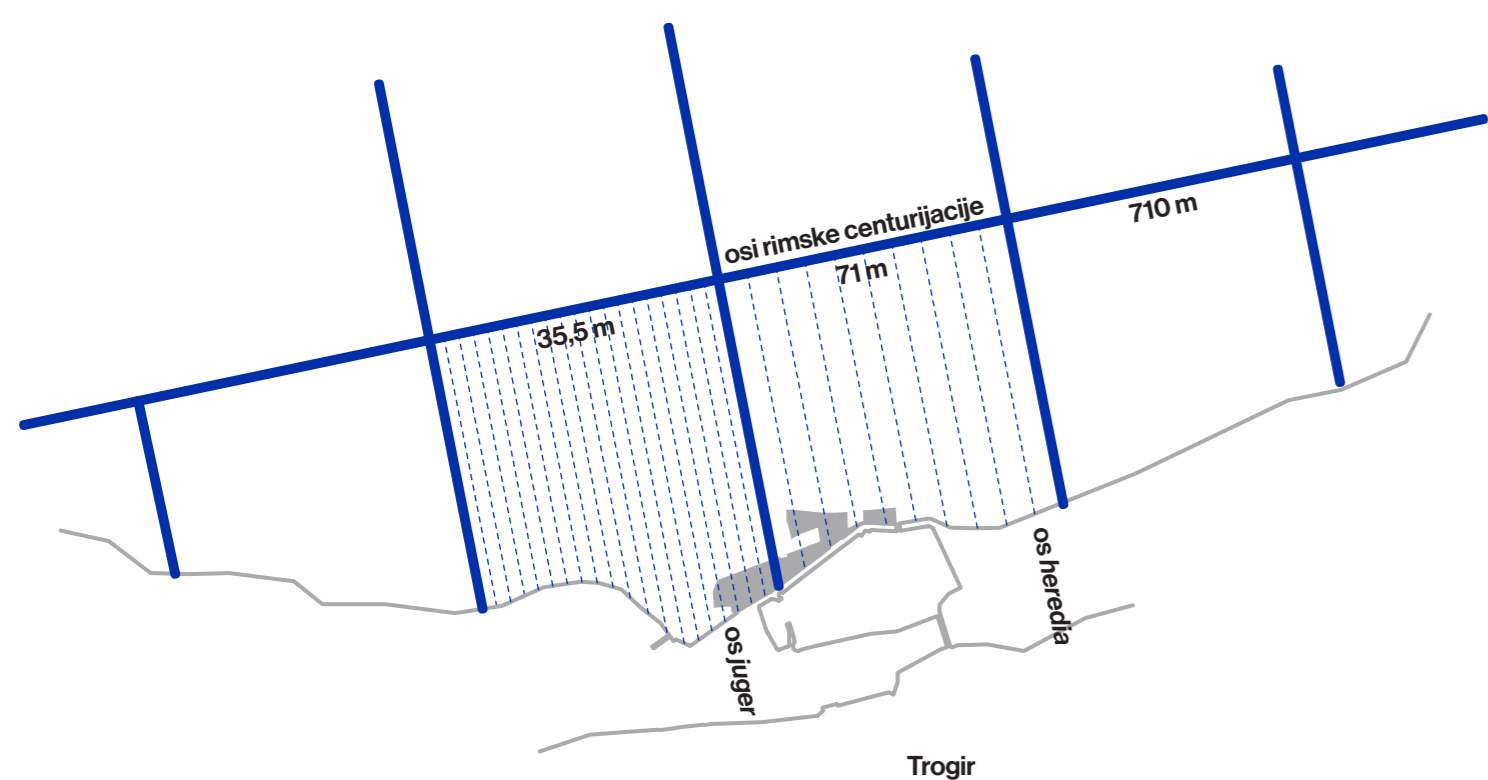 osi rimske centurijacije
710 m
71 m
35,5 m
os heredia
os juger
Trogir